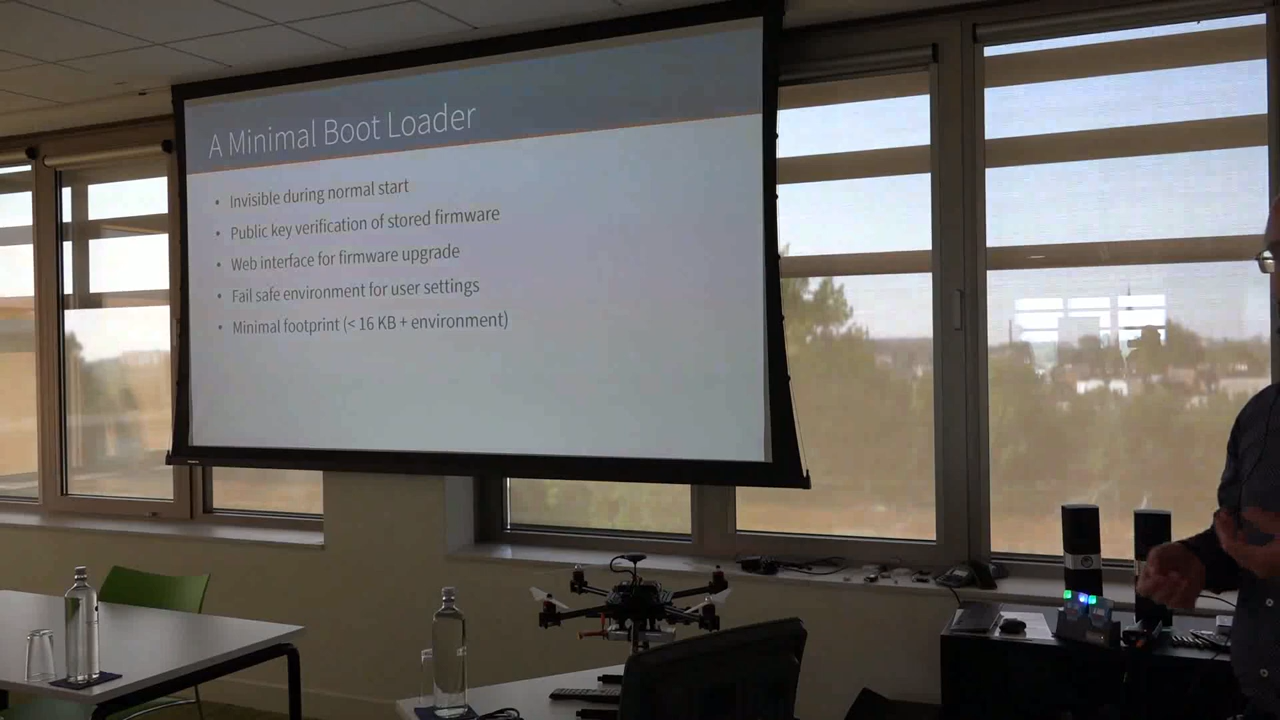 A Minimal Boot Loader
• Invisible during normal start
• Public key verification of stored firmware
• Web interface for firmware upgrade
• Fail safe environment for user settings
• Minimal footprint (< 16 KB + environment)